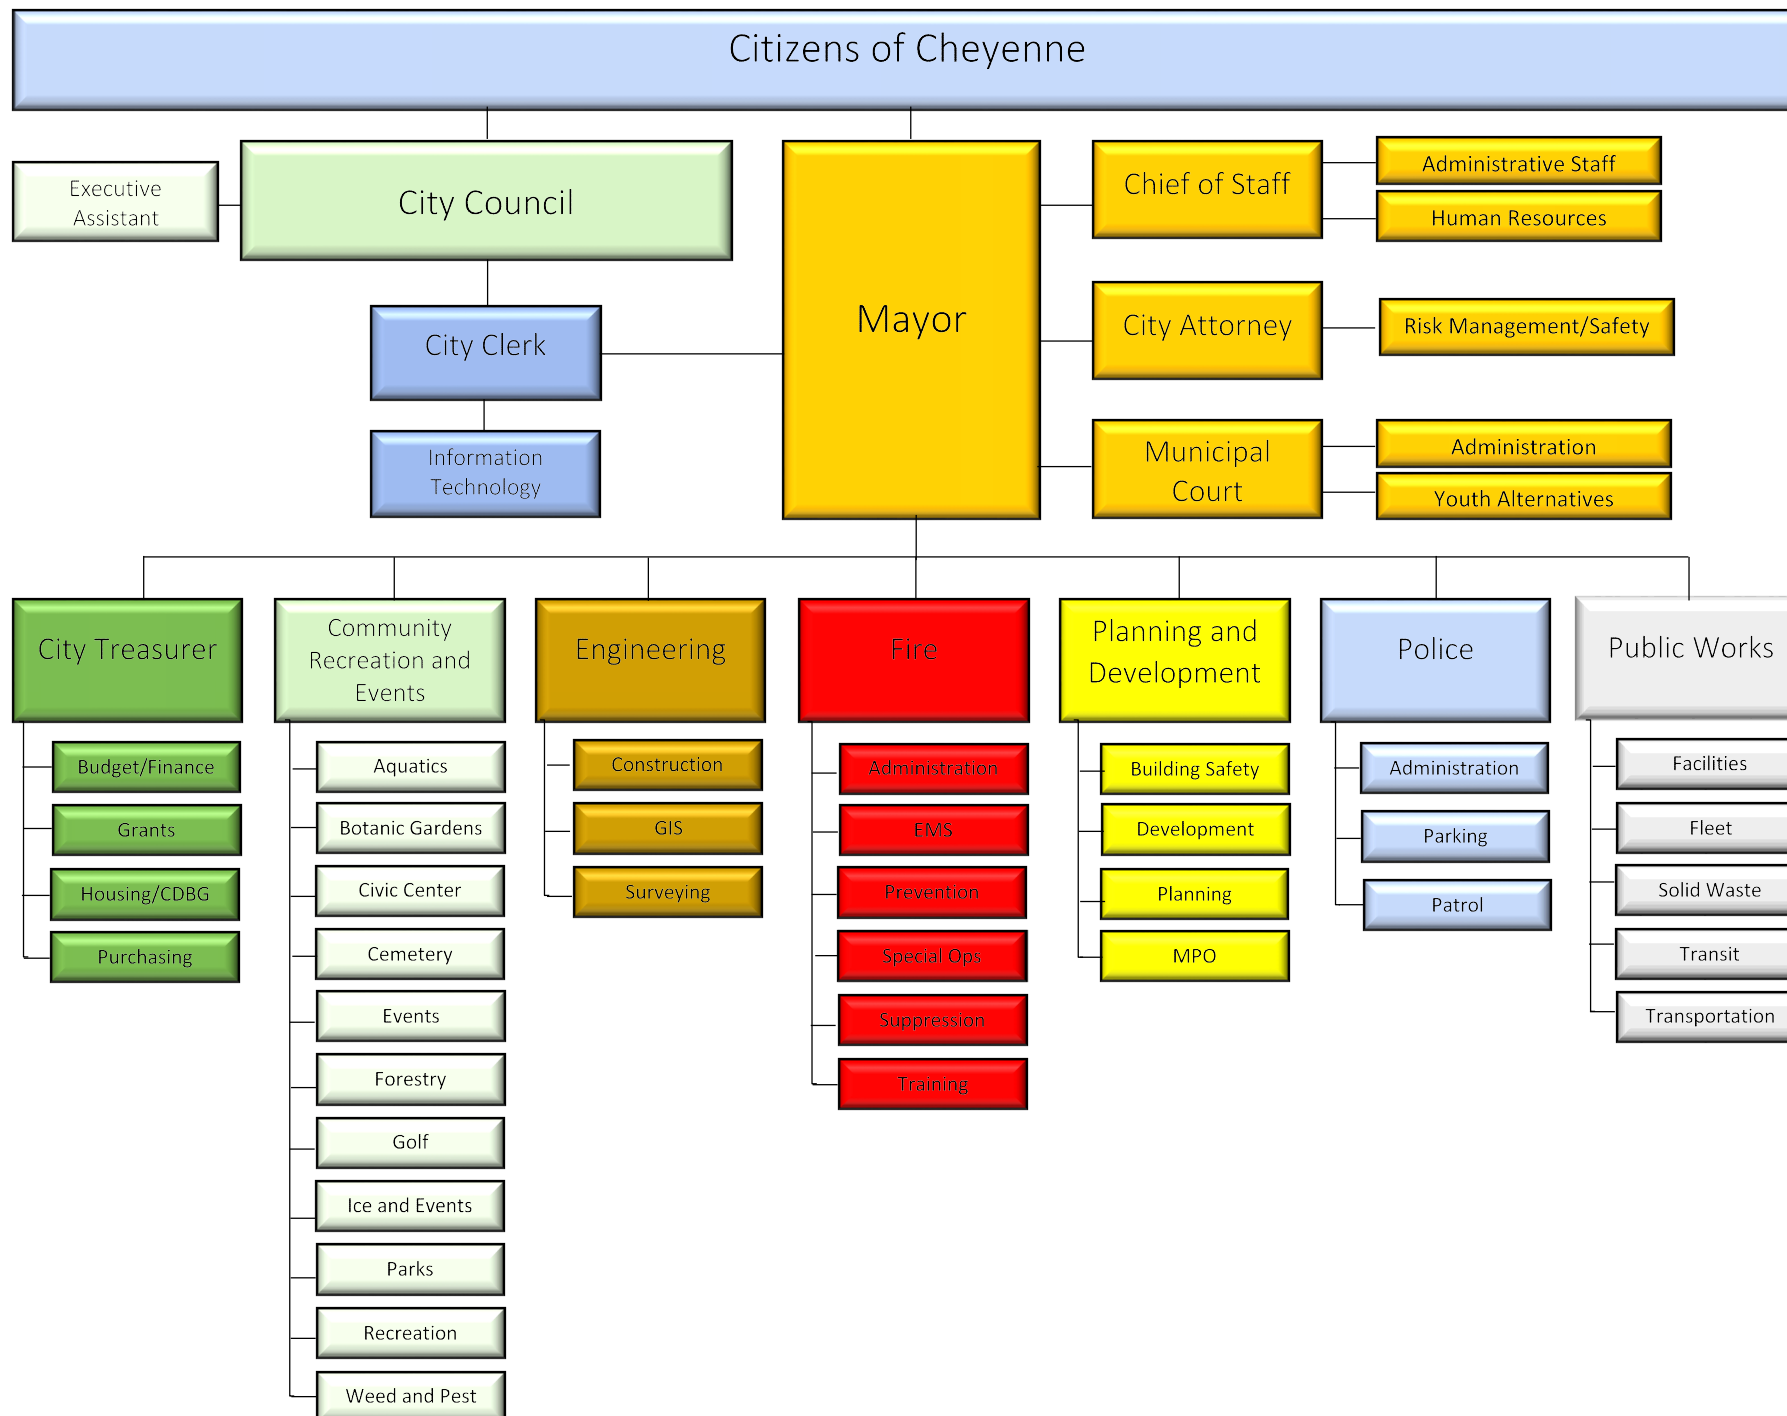 Citizens of Cheyenne
Executive
Assistant
City Council
City Clerk
Information
Technology
Mayor
Chief of Staff
Administrative Staff
Human Resources
City Attorney
Risk Management/Safety
Municipal
Court
Administration
Youth Alternatives
City Treasurer
Budget/Finance
Grants
Housing/CDBG
Purchasing
Community
Recreation and
Events
Aquatics
Botanic Gardens
Civic Center
Cemetery
Events
Forestry
Golf
Ice and Events
Parks
Recreation
Weed and Pest
Engineering
Construction
GIS
Surveying
Fire
Administration
EMS
Prevention
Special Ops
Suppression
Training
Planning and
Development
Building Safety
Development
Planning
MPO
Police
Administration
Parking
Patrol
Public Works
Facilities
Fleet
Solid Waste
Transit
Transportation